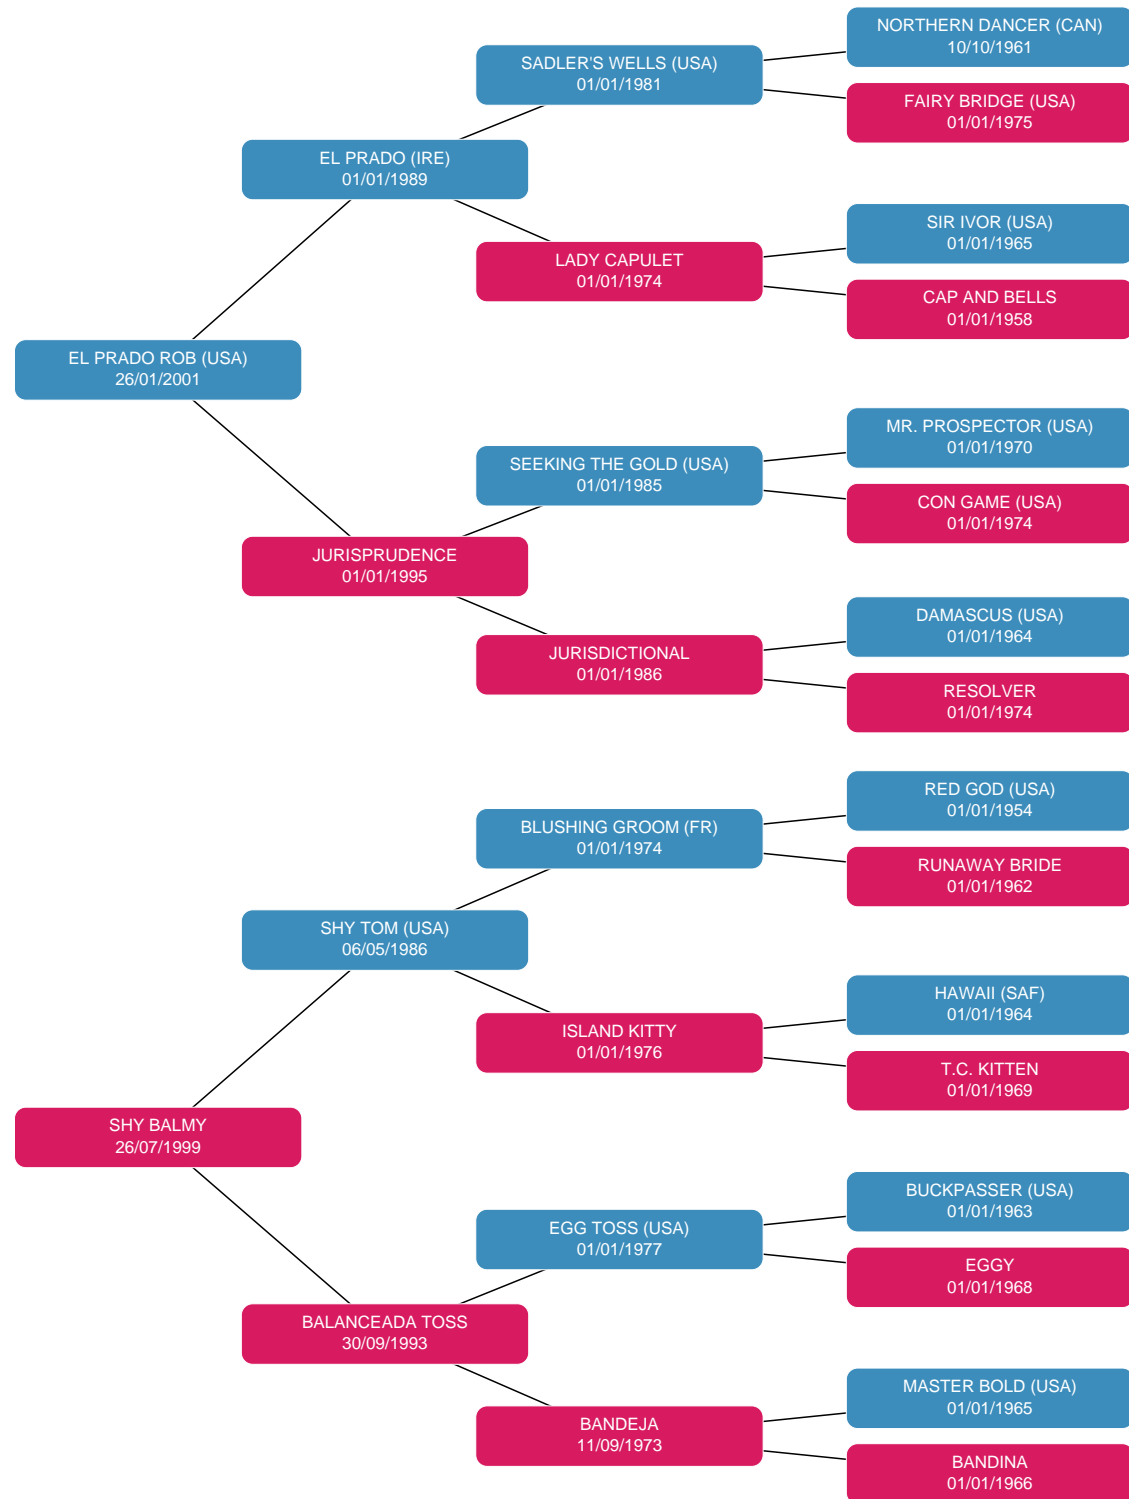 NORTHERN DANCER (CAN)
10/10/1961
SADLER'S WELLS (USA)
01/01/1981
FAIRY BRIDGE (USA)
01/01/1975
EL PRADO (IRE)
01/01/1989
SIR IVOR (USA)
01/01/1965
LADY CAPULET
01/01/1974
CAP AND BELLS
01/01/1958
EL PRADO ROB (USA)
26/01/2001
MR. PROSPECTOR (USA)
01/01/1970
SEEKING THE GOLD (USA)
01/01/1985
CON GAME (USA)
01/01/1974
JURISPRUDENCE
01/01/1995
DAMASCUS (USA)
01/01/1964
JURISDICTIONAL
01/01/1986
RESOLVER
01/01/1974
RED GOD (USA)
01/01/1954
BLUSHING GROOM (FR)
01/01/1974
RUNAWAY BRIDE
01/01/1962
SHY TOM (USA)
06/05/1986
HAWAII (SAF)
01/01/1964
ISLAND KITTY
01/01/1976
T.C. KITTEN
01/01/1969
SHY BALMY
26/07/1999
BUCKPASSER (USA)
01/01/1963
EGG TOSS (USA)
01/01/1977
EGGY
01/01/1968
BALANCEADA TOSS
30/09/1993
MASTER BOLD (USA)
01/01/1965
BANDEJA
11/09/1973
BANDINA
01/01/1966